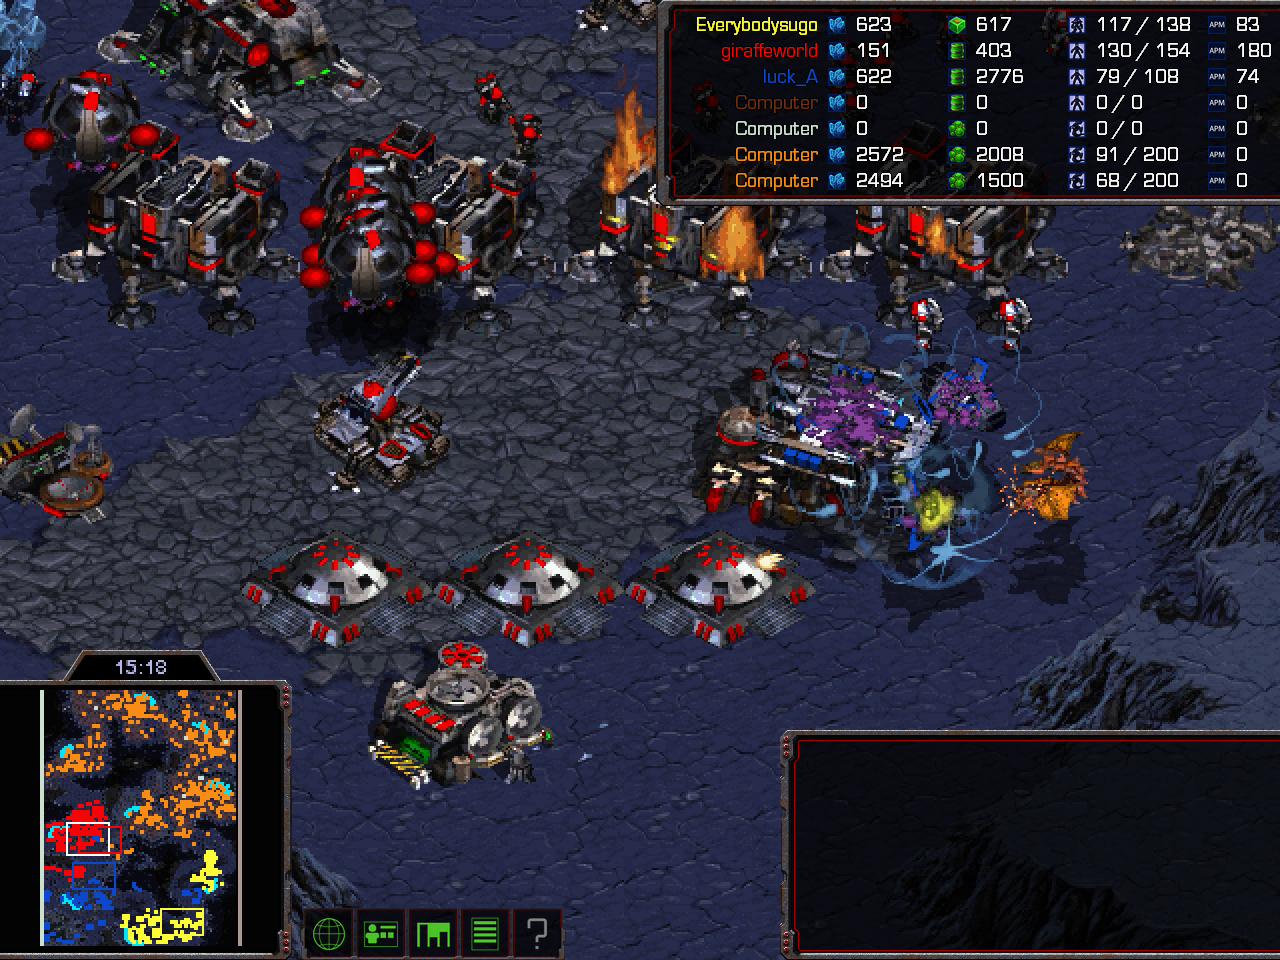 Everybodysugo 623 617 117 / 138 APM 83
giraffeworld 151 403 130 / 154 APM 180
luck_A 622 2776 79 / 108 APM 74
Computer 0 0 0 / 0 APM 0
Computer 0 0 0 / 0 APM 0
Computer 2572 2008 91 / 200 APM 0
Computer 2494 1500 68 / 200 APM 0
15:18
?